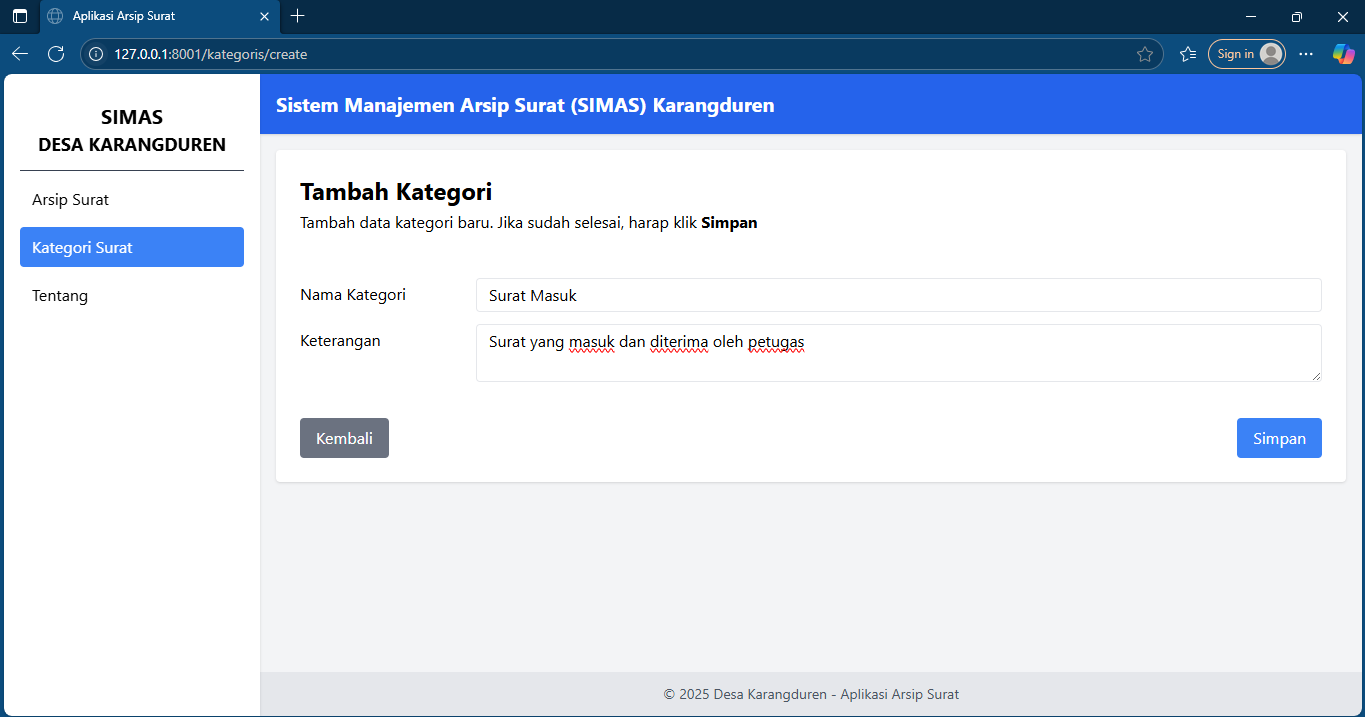 Aplikasi Arsip Surat
127.0.0.1:8001/kategoris/create
Sign in
SIMAS
DESA KARANGDUREN
Arsip Surat
Kategori Surat
Tentang
Sistem Manajemen Arsip Surat (SIMAS) Karangduren
Tambah Kategori
Tambah data kategori baru. Jika sudah selesai, harap klik Simpan
Nama Kategori
Surat Masuk
Keterangan
Surat yang masuk dan diterima oleh petugas
Kembali
Simpan
© 2025 Desa Karangduren - Aplikasi Arsip Surat